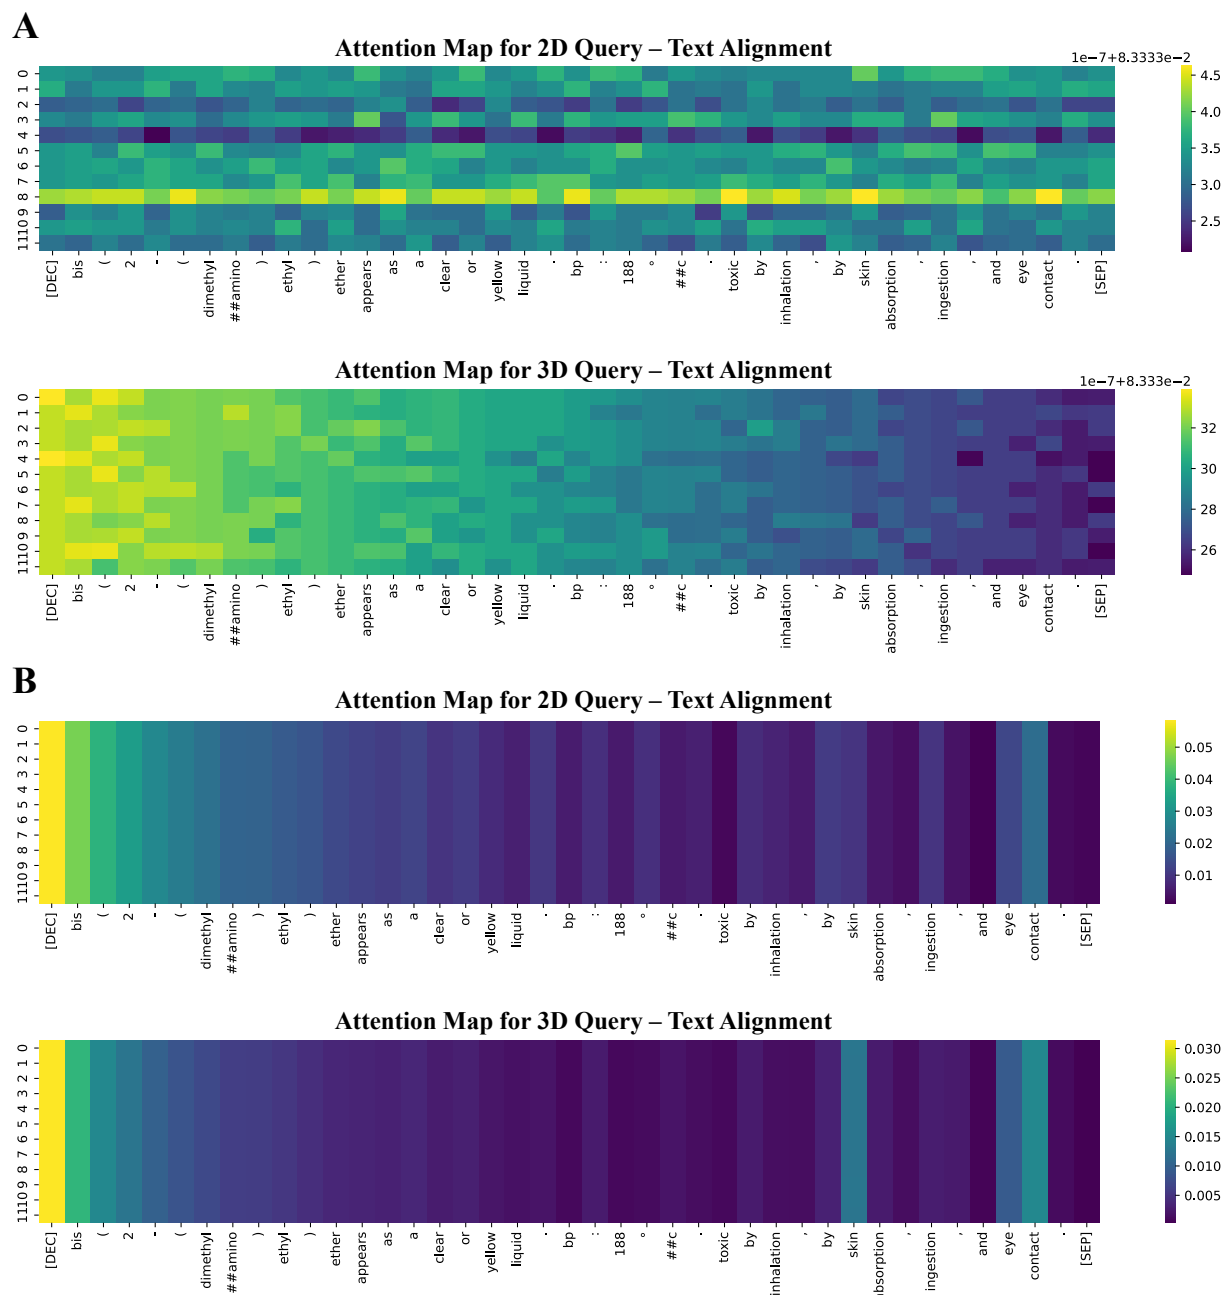 A
Attention Map for 2D Query – Text Alignment
1e−7+8.3333e−2
0 1 2 3 4 5 6 7 8 9 10 11
4.5
4.0
3.5
3.0
2.5
[DEC] bis ( 2 - ( dimethyl ##amino ) ethyl ) ether appears as a clear or yellow liquid . bp : 188 ° ##c . toxic by inhalation , by skin absorption , ingestion , and eye contact . [SEP]
Attention Map for 3D Query – Text Alignment
1e−7+8.333e−2
0 1 2 3 4 5 6 7 8 9 10 11
32
30
28
26
[DEC] bis ( 2 - ( dimethyl ##amino ) ethyl ) ether appears as a clear or yellow liquid . bp : 188 ° ##c . toxic by inhalation , by skin absorption , ingestion , and eye contact . [SEP]
B
Attention Map for 2D Query – Text Alignment
0 1 2 3 4 5 6 7 8 9 10 11
0.05
0.04
0.03
0.02
0.01
[DEC] bis ( 2 - ( dimethyl ##amino ) ethyl ) ether appears as a clear or yellow liquid . bp : 188 ° ##c . toxic by inhalation , by skin absorption , ingestion , and eye contact . [SEP]
Attention Map for 3D Query – Text Alignment
0 1 2 3 4 5 6 7 8 9 10 11
0.030
0.025
0.020
0.015
0.010
0.005
[DEC] bis ( 2 - ( dimethyl ##amino ) ethyl ) ether appears as a clear or yellow liquid . bp : 188 ° ##c . toxic by inhalation , by skin absorption , ingestion , and eye contact . [SEP]